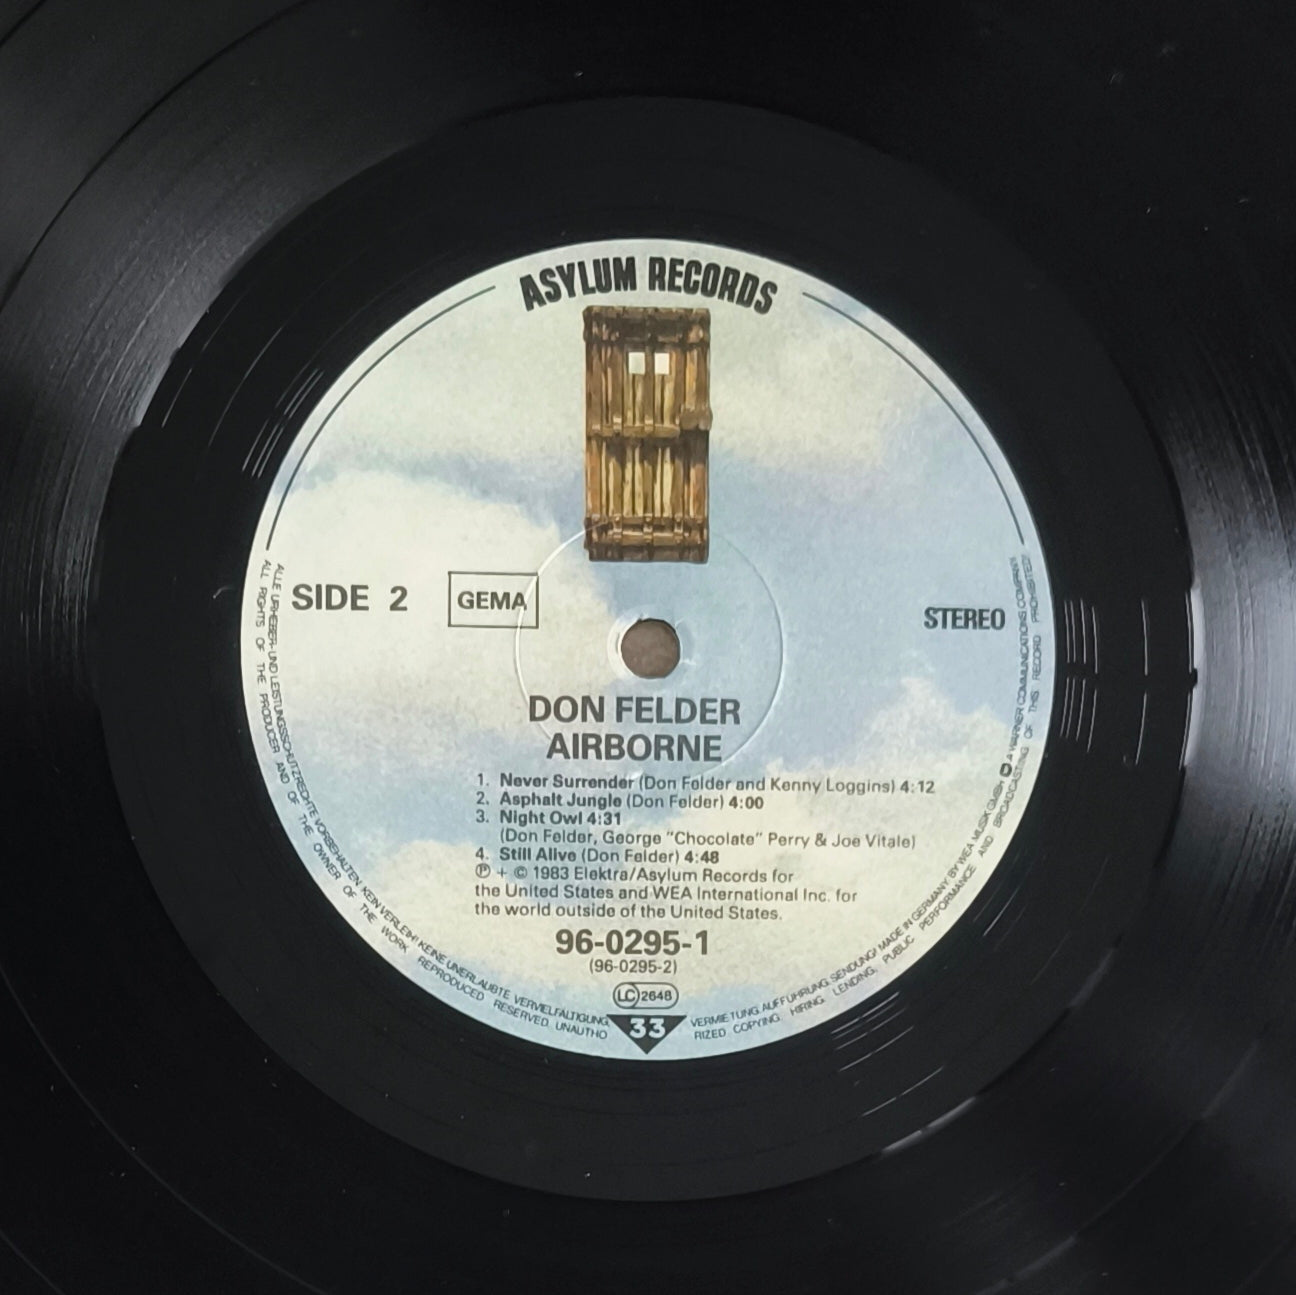 ASYLUM RECORDS
SIDE 2
GEMA
STEREO
DON FELDER
AIRBORNE
1. Never Surrender (Don Felder and Kenny Loggins) 4:12
2. Asphalt Jungle (Don Felder) 4:00
3. Night Owl 4:31
(Don Felder, George "Chocolate" Perry & Joe Vitale)
4. Still Alive (Don Felder) 4:48
℗ + © 1983 Elektra/Asylum Records for
the United States and WEA International Inc. for
the world outside of the United States.
96-0295-1
(96-0295-2)
LC 2648
33
ALLE URHEBER- UND LEISTUNGSSCHUTZRECHTE VORBEHALTEN KEIN VERLEIH! KEINE UNERLAUBTE VERVIELFÄLTIGUNG, VERMIETUNG, AUFFÜHRUNG, SENDUNG! MADE IN GERMANY BY WEA MUSIK GMBH A WARNER COMMUNICATIONS COMPANY
ALL RIGHTS OF THE PRODUCER AND OF THE OWNER OF THE WORK REPRODUCED RESERVED. UNAUTHORIZED COPYING, HIRING, LENDING, PUBLIC PERFORMANCE AND BROADCASTING OF THIS RECORD PROHIBITED!